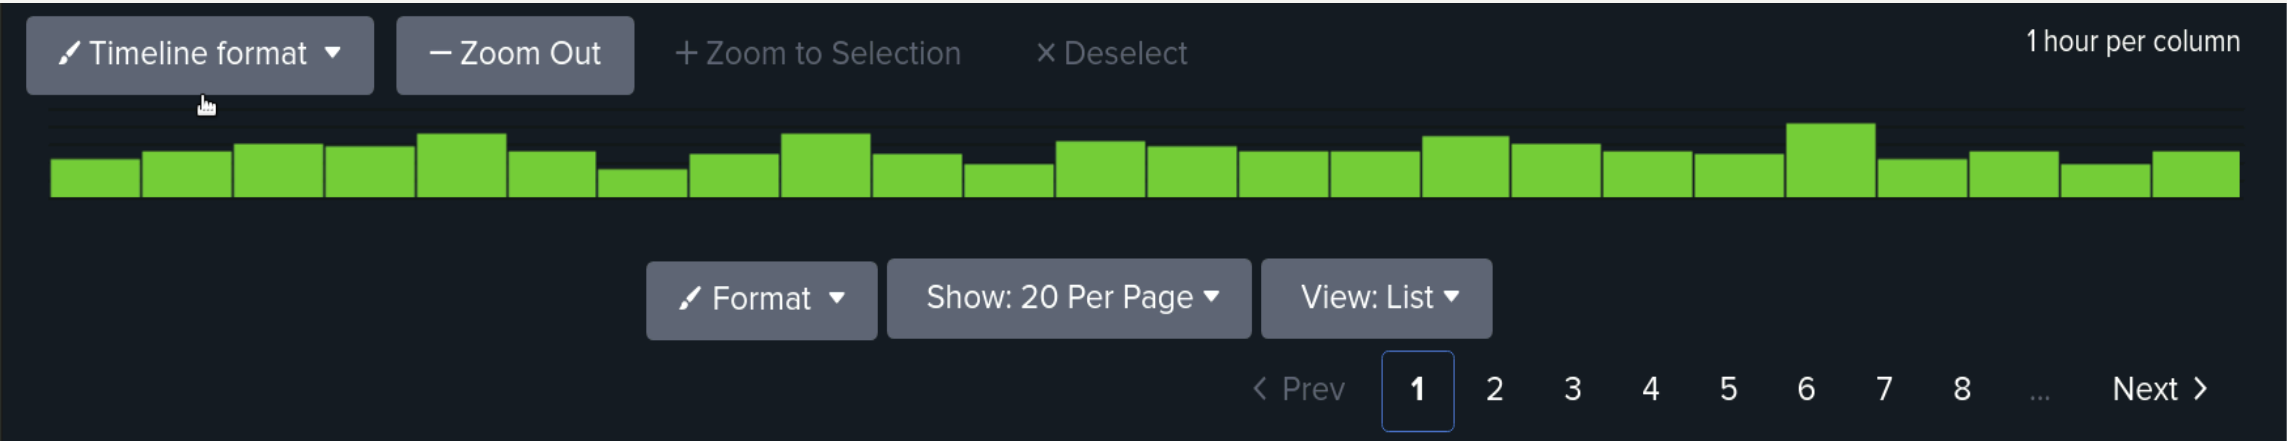 Timeline format — Zoom Out + Zoom to Selection × Deselect 1 hour per column
Format Show: 20 Per Page View: List
< Prev 1 2 3 4 5 6 7 8 ... Next >